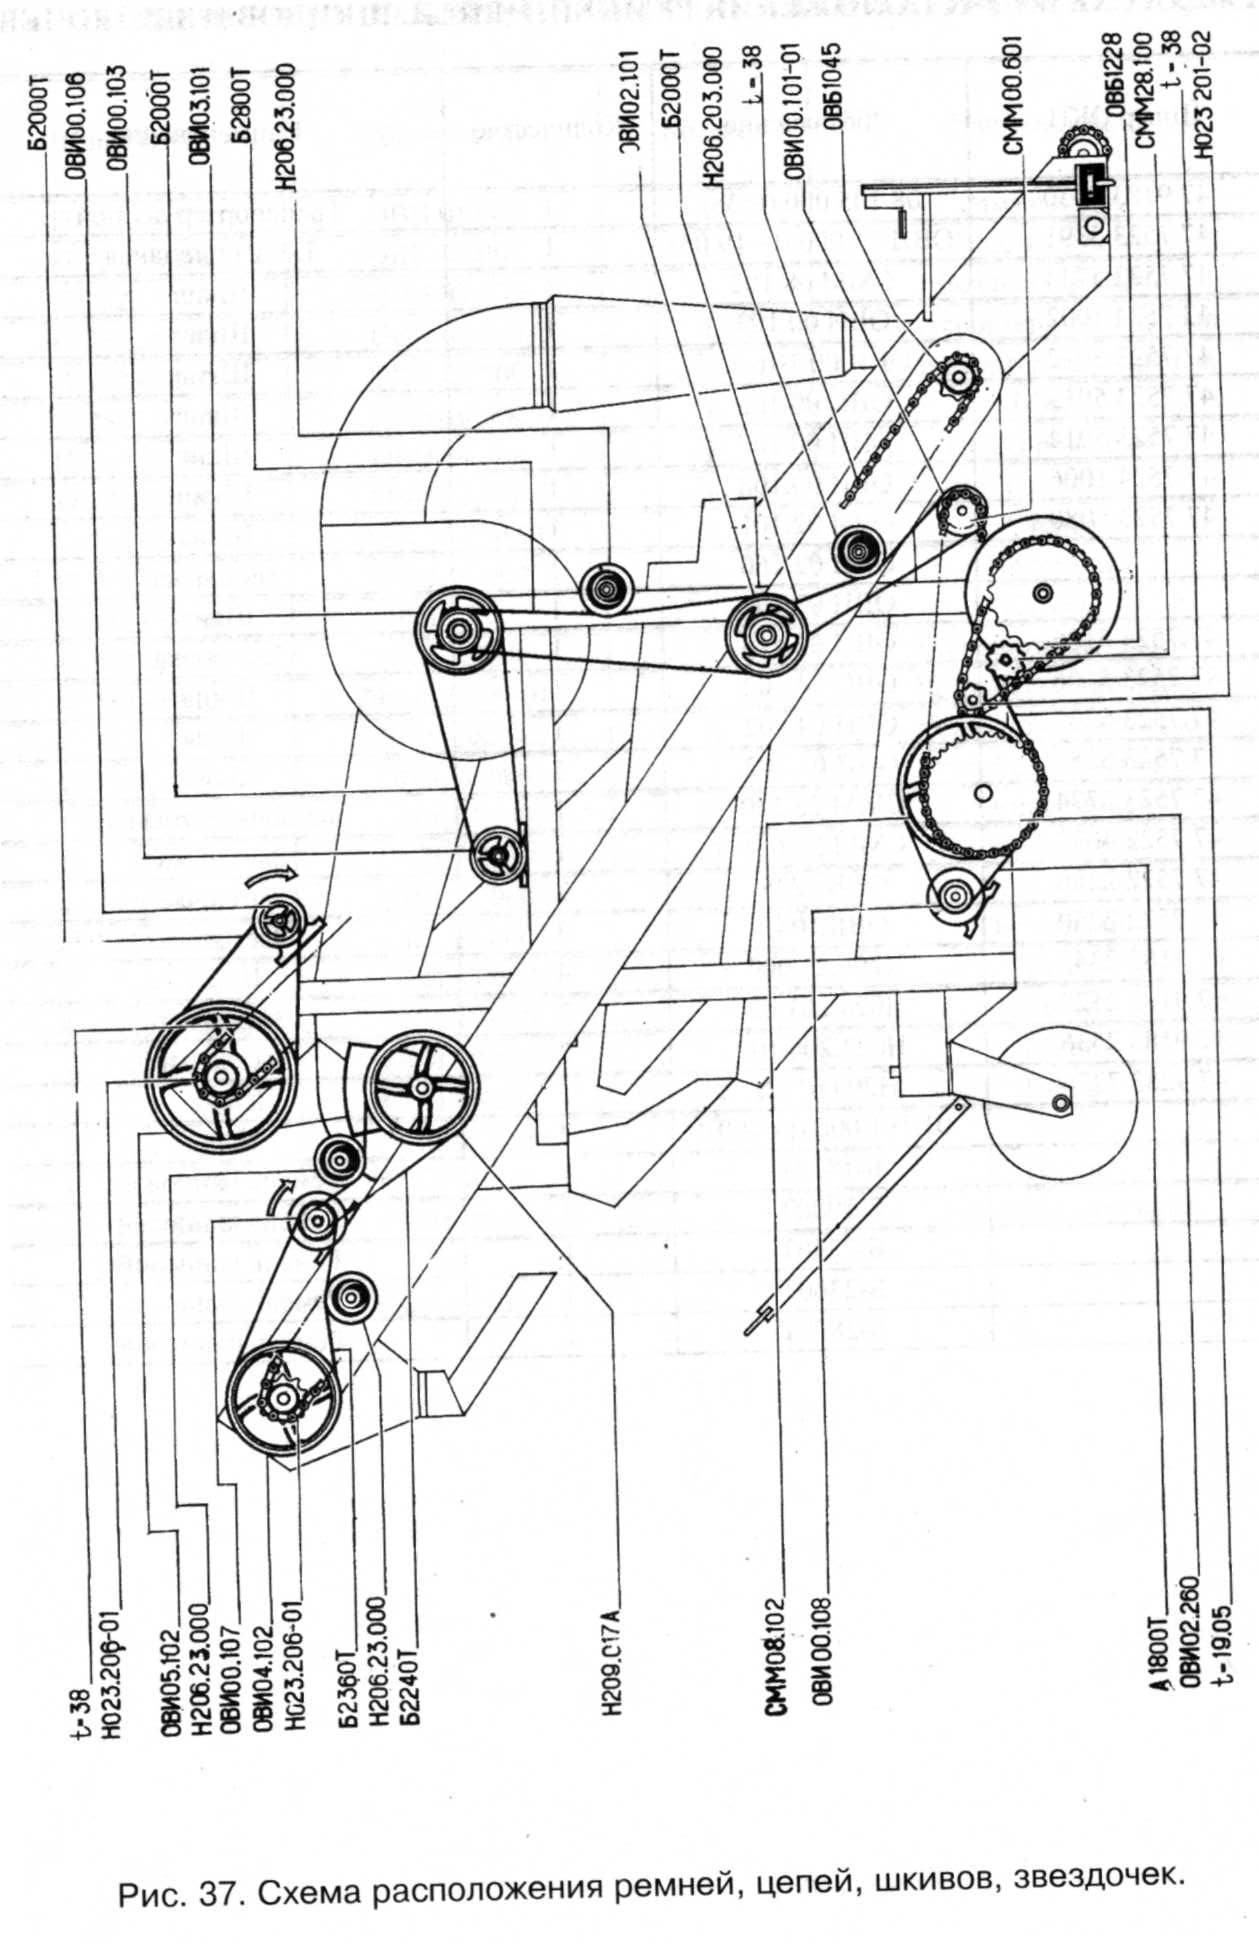 Б2000Т
ОВИ00.106
ОВИ00.103
Б2000Т
ОВИ03.101
Б2800Т
Н206.23.000
ОВИ02.101
Б2000Т
Н206.203.000
t=38
ОВИ00.101-01
ОВБ1045
СММ00.601
ОВБ1228
СММ28.100
t=38
Н023 201-02
t-38
Н023.206-01
ОВИ05.102
Н206.23.000
ОВИ00.107
ОВИ04.102
Н023.206-01
Б2360Т
Н206.23.000
Б2240Т
Н209.017А
СММ08.102
ОВИ00.108
А1800Т
ОВИ02.260
t-19.05
Рис. 37. Схема расположения ремней, цепей, шкивов, звездочек.